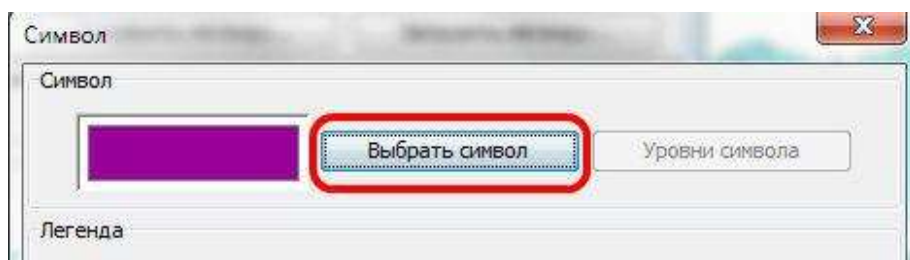 Символ
Символ
Выбрать символ
Уровни символа
Легенда